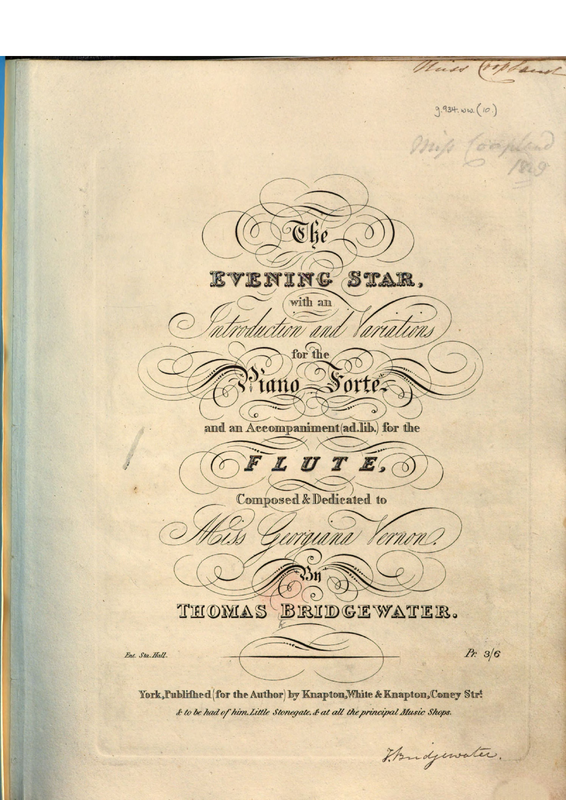 Miss Coopland
g.934.ww.(10.)
Miss Coopland
The
EVENING STAR,
with an
Introduction and Variations
for the
Piano Forte,
and an Accompaniment (ad.lib.) for the
FLUTE,
Composed & Dedicated to
Miss Georgiana Vernon.
By
THOMAS BRIDGEWATER.
Ent. Sta. Hall. Pr. 3/6
York, Publiſhed (for the Author) by Knapton, White & Knapton, Coney Str.t
& to be had of him, Little Stonegate, & at all the principal Music Shops.
T. Bridgewater.